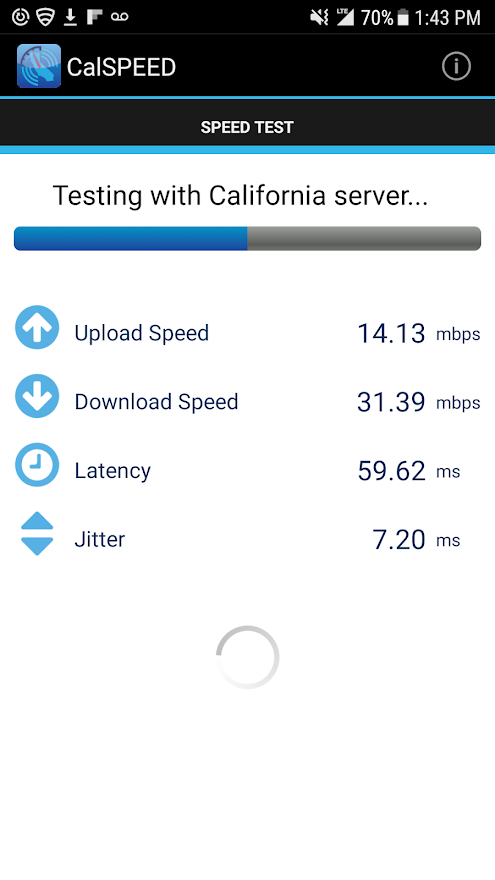 LTE 70% 1:43 PM
CalSPEED
SPEED TEST
Testing with California server...
Upload Speed 14.13 mbps
Download Speed 31.39 mbps
Latency 59.62 ms
Jitter 7.20 ms